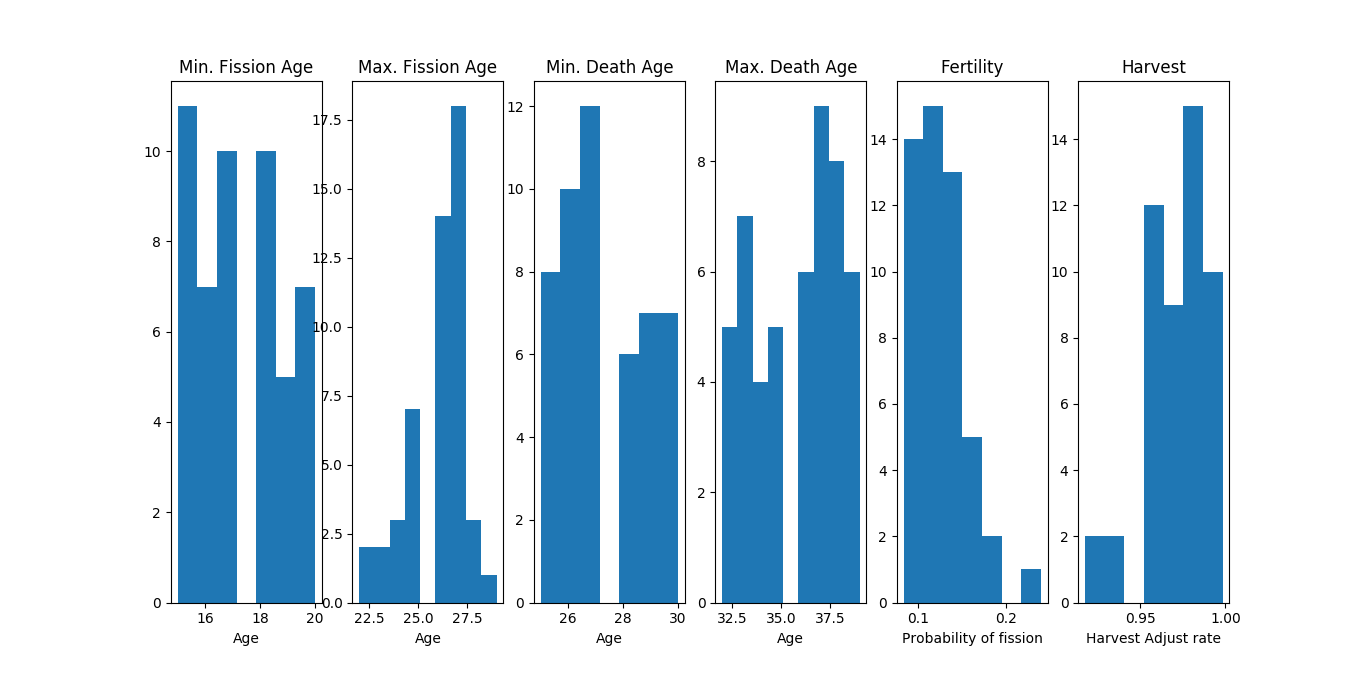 Min. Fission Age
10
8
6
4
2
0
16 18 20
Age
Max. Fission Age
17.5
15.0
12.5
10.0
7.5
5.0
2.5
0.0
22.5 25.0 27.5
Age
Min. Death Age
12
10
8
6
4
2
0
26 28 30
Age
Max. Death Age
8
6
4
2
0
32.5 35.0 37.5
Age
Fertility
14
12
10
8
6
4
2
0
0.1 0.2
Probability of fission
Harvest
14
12
10
8
6
4
2
0
0.95 1.00
Harvest Adjust rate